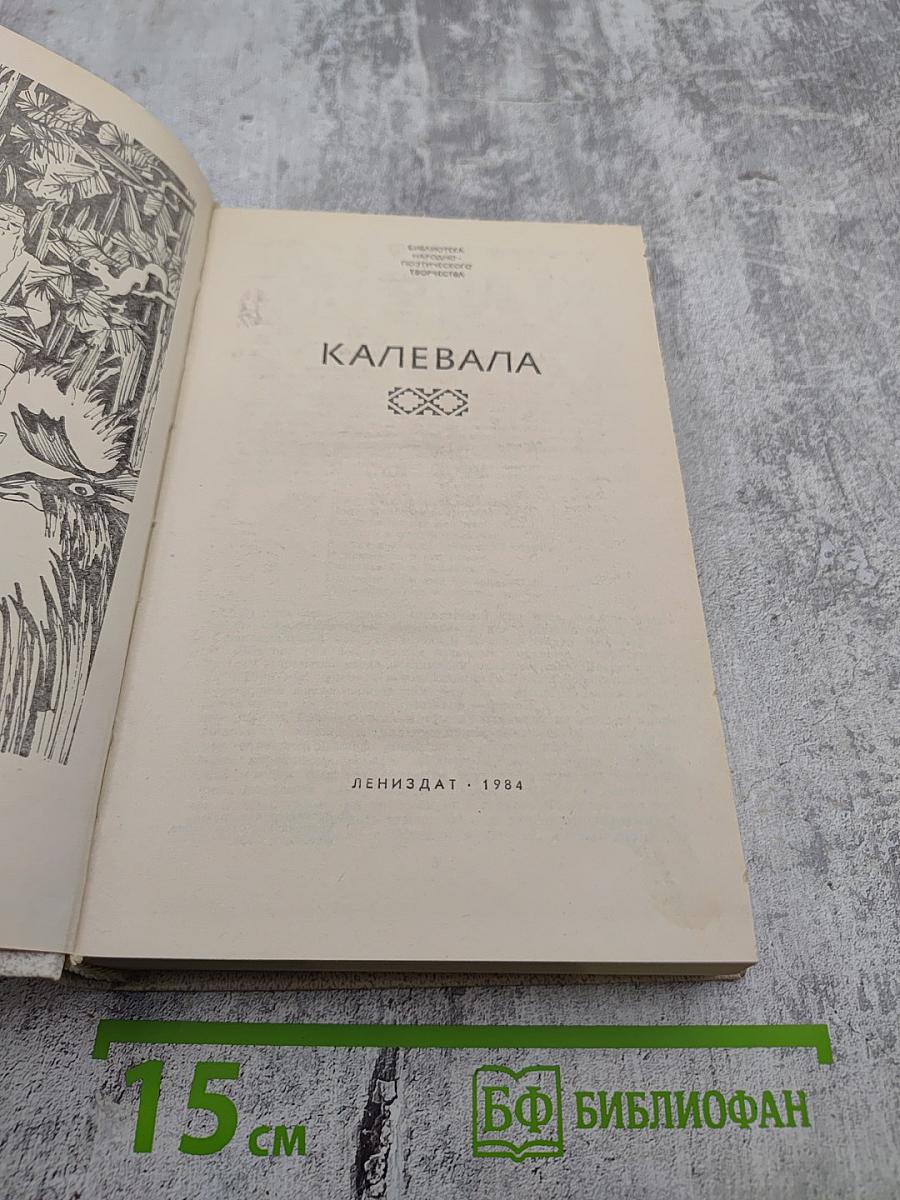 БИБЛИОТЕКА
НАРОДНО-
ПОЭТИЧЕСКОГО
ТВОРЧЕСТВА
КАЛЕВАЛА
ЛЕНИЗДАТ · 1984
15 см
БФ БИБЛИОФАН